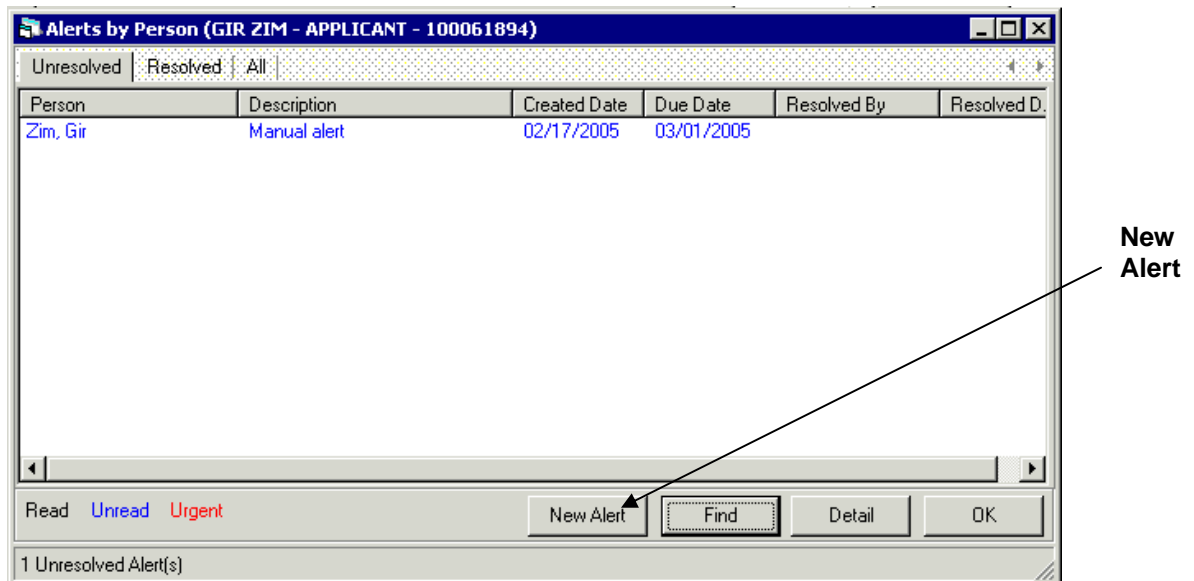 Alerts by Person (GIR ZIM - APPLICANT - 100061894)
Unresolved Resolved All
Person Description Created Date Due Date Resolved By Resolved D.
Zim, Gir Manual alert 02/17/2005 03/01/2005
New
Alert
Read Unread Urgent New Alert Find Detail OK
1 Unresolved Alert(s)